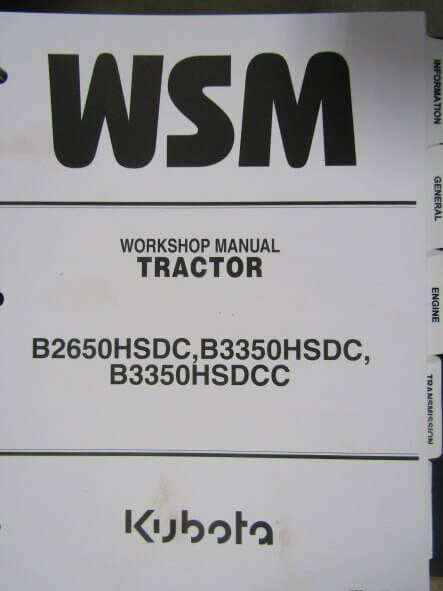 WSM
WORKSHOP MANUAL
TRACTOR
B2650HSDC,B3350HSDC,
B3350HSDCC
Kubota
INFORMATION
GENERAL
ENGINE
TRANSMISSION